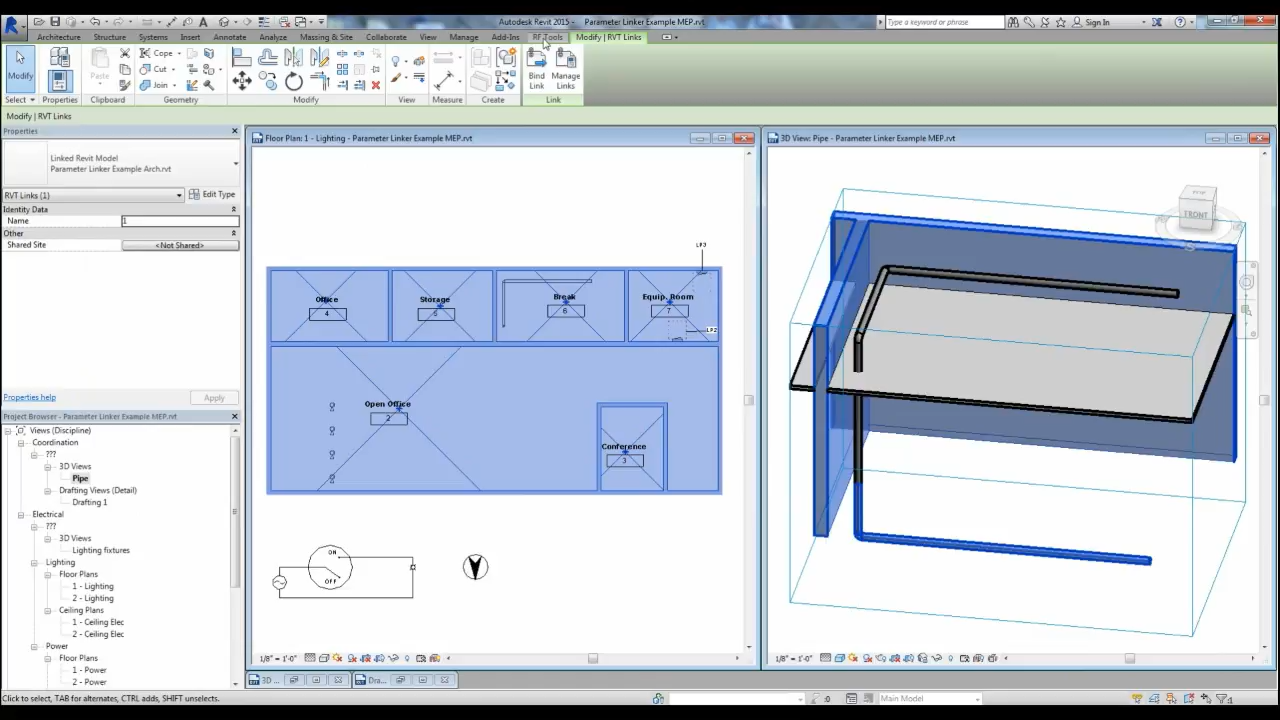 Autodesk Revit 2015 - Parameter Linker Example MEP.rvt
Type a keyword or phrase
Sign In
Architecture Structure Systems Insert Annotate Analyze Massing & Site Collaborate View Manage Add-Ins RF Tools Modify | RVT Links
Modify
Paste
Cope
Cut
Join
Bind Link
Manage Links
Select Properties Clipboard Geometry Modify View Measure Create Link
Modify | RVT Links
Properties
Linked Revit Model
Parameter Linker Example Arch.rvt
RVT Links (1)
Edit Type
Identity Data
Name 1
Other
Shared Site <Not Shared>
Properties help
Apply
Project Browser - Parameter Linker Example MEP.rvt
Views (Discipline)
Coordination
???
3D Views
Pipe
Drafting Views (Detail)
Drafting 1
Electrical
???
3D Views
Lighting fixtures
Lighting
Floor Plans
1 - Lighting
2 - Lighting
Ceiling Plans
1 - Ceiling Elec
2 - Ceiling Elec
Power
Floor Plans
1 - Power
2 - Power
Floor Plan: 1 - Lighting - Parameter Linker Example MEP.rvt
LP3
Office
4
Storage
5
Break
6
Equip. Room
7
LP2
Open Office
2
Conference
3
ON
OFF
1/8" = 1'-0"
3D View: Pipe - Parameter Linker Example MEP.rvt
TOP
FRONT
1/8" = 1'-0"
3D ...
Dra...
Click to select, TAB for alternates, CTRL adds, SHIFT unselects.
:0
Main Model
:1